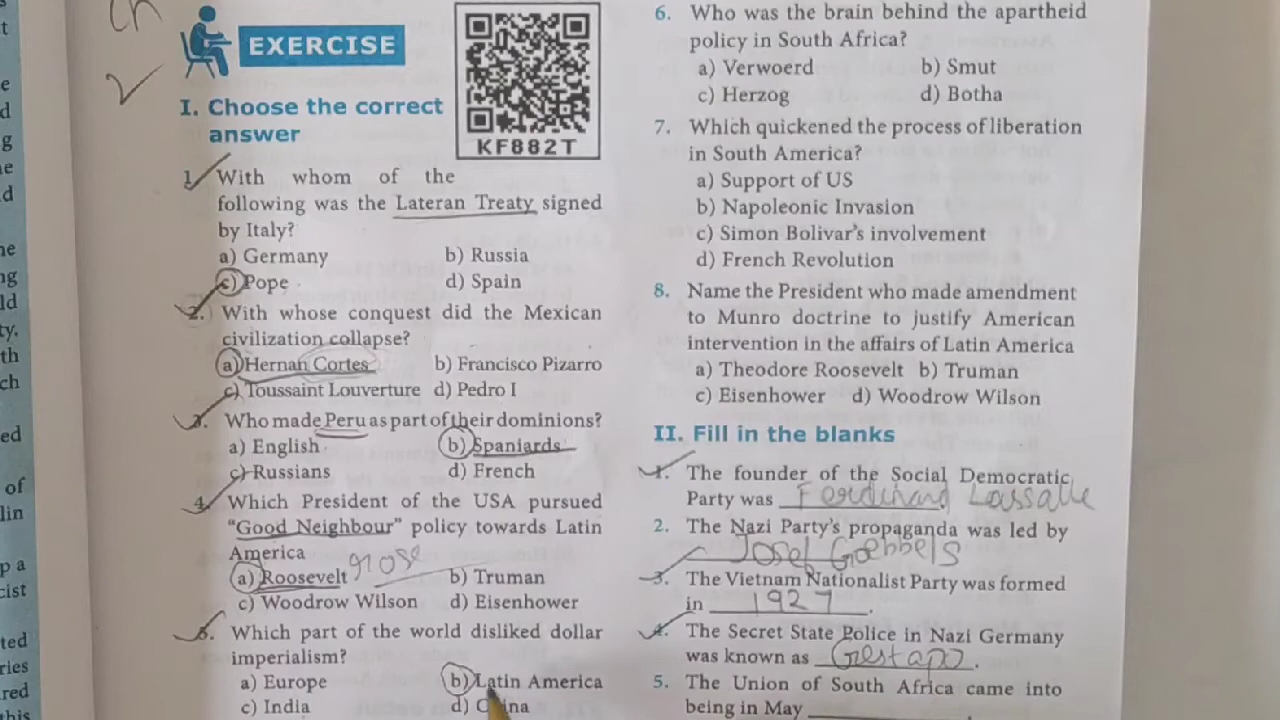 EXERCISE
KF882T
I. Choose the correct
answer
1. With whom of the
following was the Lateran Treaty signed
by Italy?
a) Germany b) Russia
c) Pope d) Spain
2. With whose conquest did the Mexican
civilization collapse?
a) Hernan Cortes b) Francisco Pizarro
c) Toussaint Louverture d) Pedro I
3. Who made Peru as part of their dominions?
a) English b) Spaniards
c) Russians d) French
4. Which President of the USA pursued
"Good Neighbour" policy towards Latin
America
a) Roosevelt b) Truman
c) Woodrow Wilson d) Eisenhower
5. Which part of the world disliked dollar
imperialism?
a) Europe b) Latin America
c) India d) China
6. Who was the brain behind the apartheid
policy in South Africa?
a) Verwoerd b) Smut
c) Herzog d) Botha
7. Which quickened the process of liberation
in South America?
a) Support of US
b) Napoleonic Invasion
c) Simon Bolivar's involvement
d) French Revolution
8. Name the President who made amendment
to Munro doctrine to justify American
intervention in the affairs of Latin America
a) Theodore Roosevelt b) Truman
c) Eisenhower d) Woodrow Wilson
II. Fill in the blanks
1. The founder of the Social Democratic
Party was Ferdinand Lassalle
2. The Nazi Party's propaganda was led by
Josef Goebbels
3. The Vietnam Nationalist Party was formed
in 1927.
4. The Secret State Police in Nazi Germany
was known as Gestapo.
5. The Union of South Africa came into
being in May